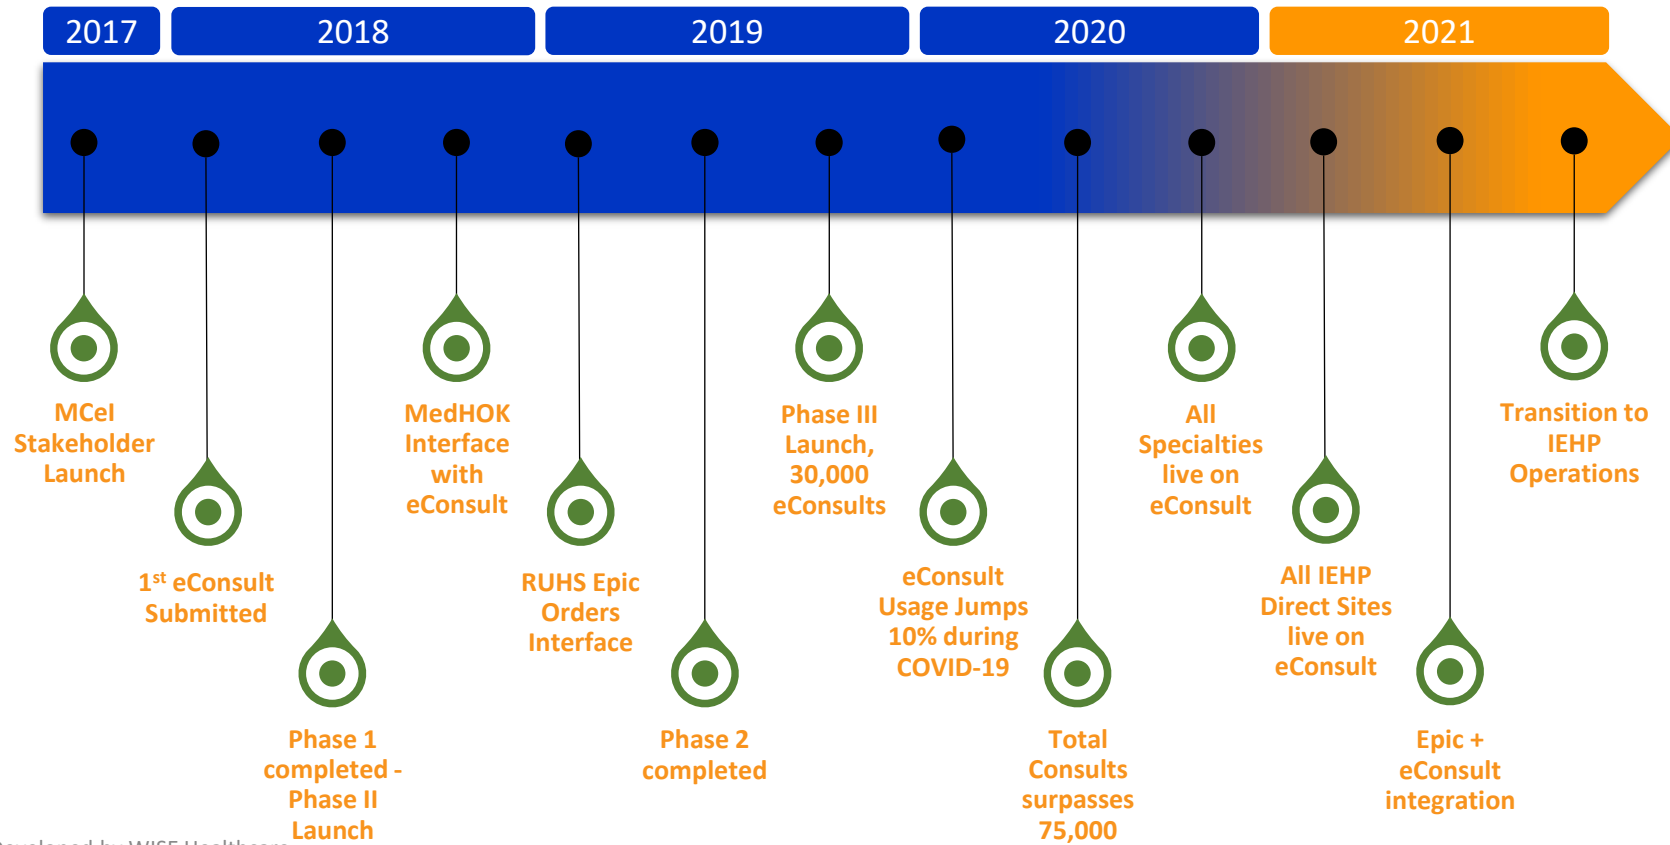 2017
2018
2019
2020
2021
MCeI
Stakeholder
Launch
1st eConsult
Submitted
Phase 1
completed -
Phase II
Launch
MedHOK
Interface
with
eConsult
RUHS Epic
Orders
Interface
Phase 2
completed
Phase III
Launch,
30,000
eConsults
eConsult
Usage Jumps
10% during
COVID-19
Total
Consults
surpasses
75,000
All
Specialties
live on
eConsult
All IEHP
Direct Sites
live on
eConsult
Epic +
eConsult
integration
Transition to
IEHP
Operations